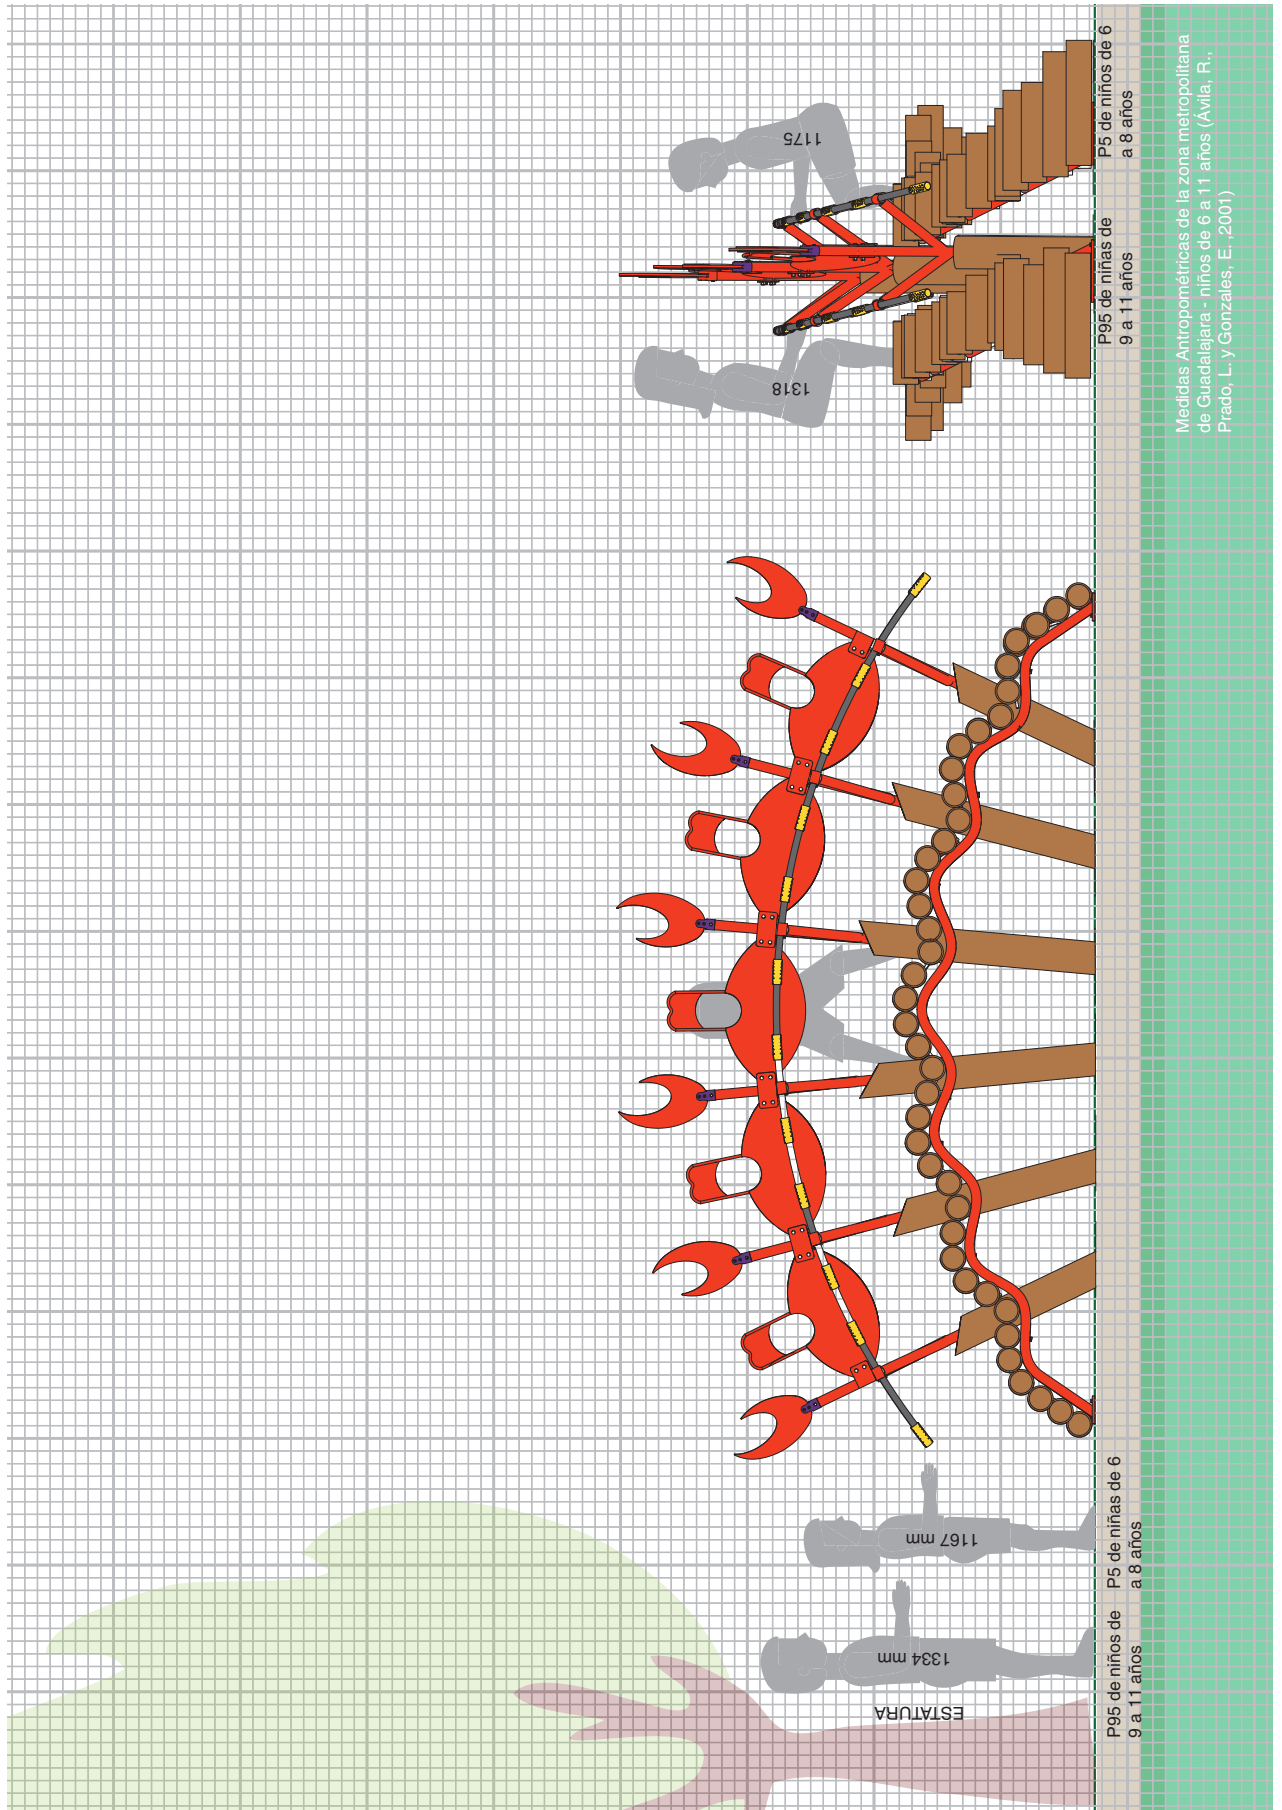 ESTATURA
1334 mm
1167 mm
1318
1175
P95 de niños de
9 a 11 años
P5 de niñas de 6
a 8 años
P95 de niñas de
9 a 11 años
P5 de niños de 6
a 8 años
Medidas Antropométricas de la zona metropolitana
de Guadalajara - niños de 6 a 11 años (Ávila, R.,
Prado, L. y Gonzales, E. ,2001)